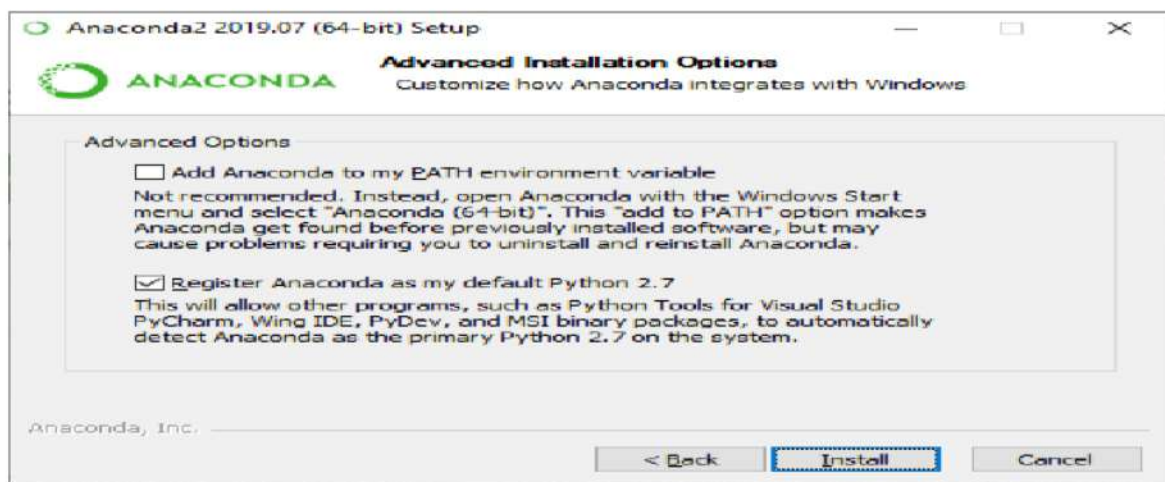 Anaconda2 2019.07 (64-bit) Setup
ANACONDA
Advanced Installation Options
Customize how Anaconda integrates with Windows
Advanced Options
Add Anaconda to my PATH environment variable
Not recommended. Instead, open Anaconda with the Windows Start
menu and select "Anaconda (64-bit)". This "add to PATH" option makes
Anaconda get found before previously installed software, but may
cause problems requiring you to uninstall and reinstall Anaconda.
Register Anaconda as my default Python 2.7
This will allow other programs, such as Python Tools for Visual Studio
PyCharm, Wing IDE, PyDev, and MSI binary packages, to automatically
detect Anaconda as the primary Python 2.7 on the system.
Anaconda, Inc.
< Back Install Cancel